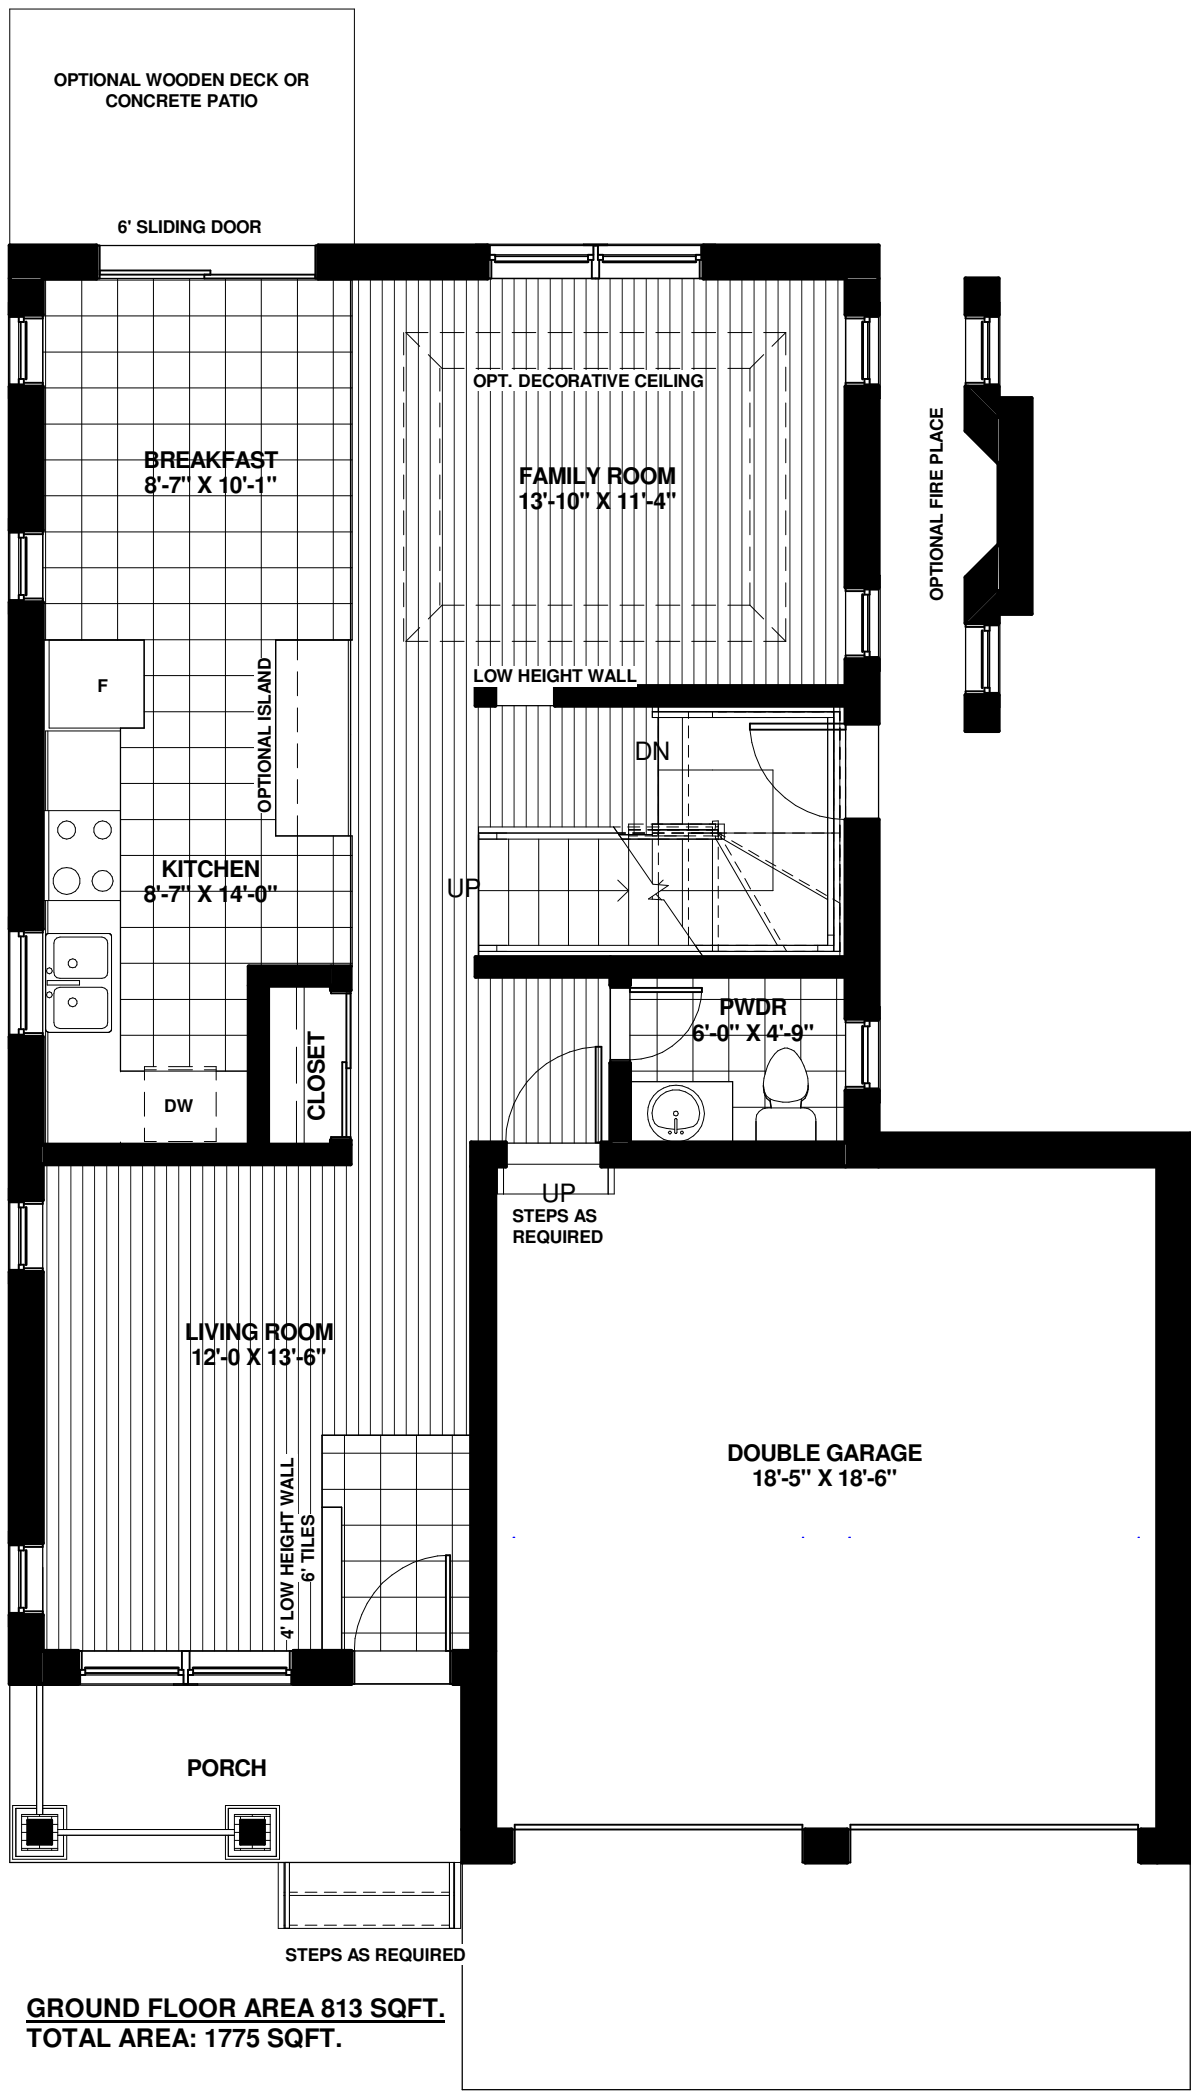 OPTIONAL WOODEN DECK OR
CONCRETE PATIO
6' SLIDING DOOR
OPT. DECORATIVE CEILING
BREAKFAST
8'-7" X 10'-1"
FAMILY ROOM
13'-10" X 11'-4"
OPTIONAL FIRE PLACE
LOW HEIGHT WALL
F
OPTIONAL ISLAND
DN
KITCHEN
8'-7" X 14'-0"
UP
PWDR
6'-0" X 4'-9"
CLOSET
DW
UP
STEPS AS
REQUIRED
LIVING ROOM
12'-0 X 13'-6"
DOUBLE GARAGE
18'-5" X 18'-6"
4' LOW HEIGHT WALL
6' TILES
PORCH
STEPS AS REQUIRED
GROUND FLOOR AREA 813 SQFT.
TOTAL AREA: 1775 SQFT.